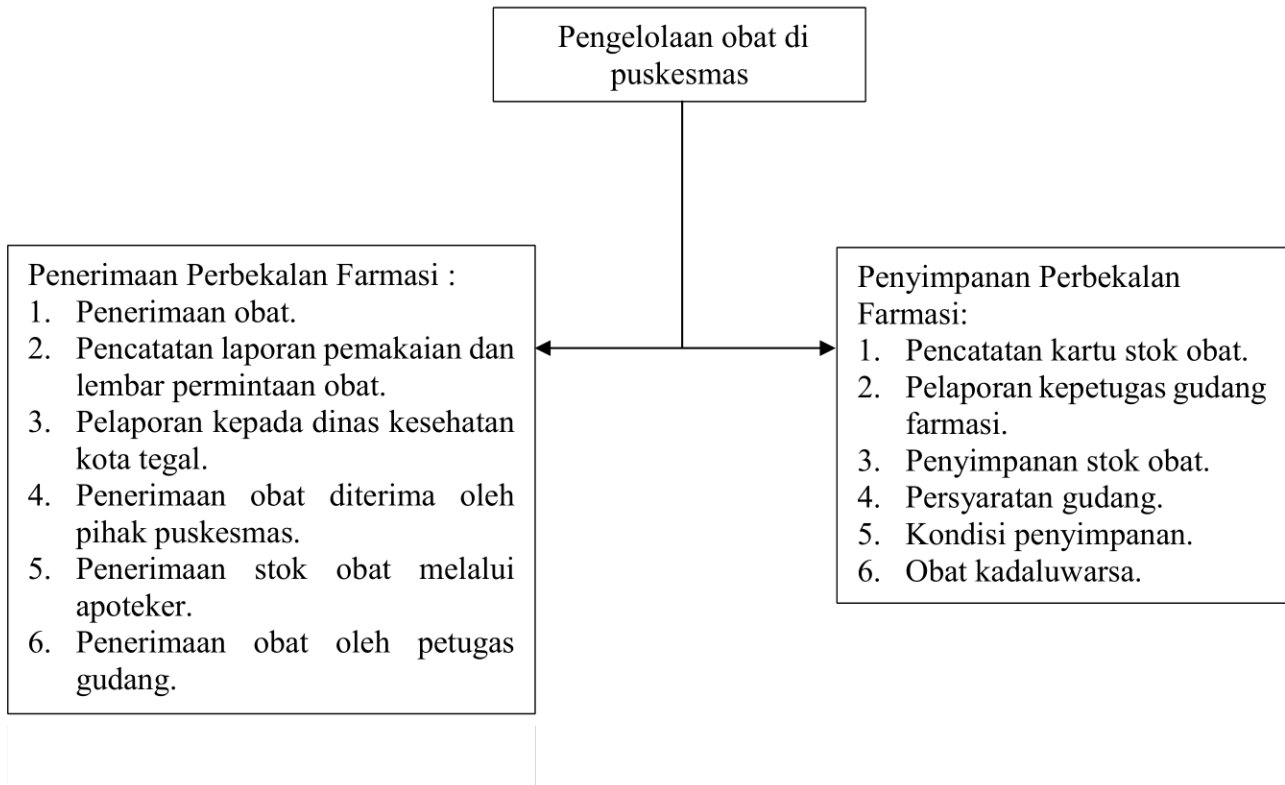 Pengelolaan obat di
puskesmas
Penerimaan Perbekalan Farmasi :
1. Penerimaan obat.
2. Pencatatan laporan pemakaian dan
lembar permintaan obat.
3. Pelaporan kepada dinas kesehatan
kota tegal.
4. Penerimaan obat diterima oleh
pihak puskesmas.
5. Penerimaan stok obat melalui
apoteker.
6. Penerimaan obat oleh petugas
gudang.
Penyimpanan Perbekalan
Farmasi:
1. Pencatatan kartu stok obat.
2. Pelaporan kepetugas gudang
farmasi.
3. Penyimpanan stok obat.
4. Persyaratan gudang.
5. Kondisi penyimpanan.
6. Obat kadaluwarsa.